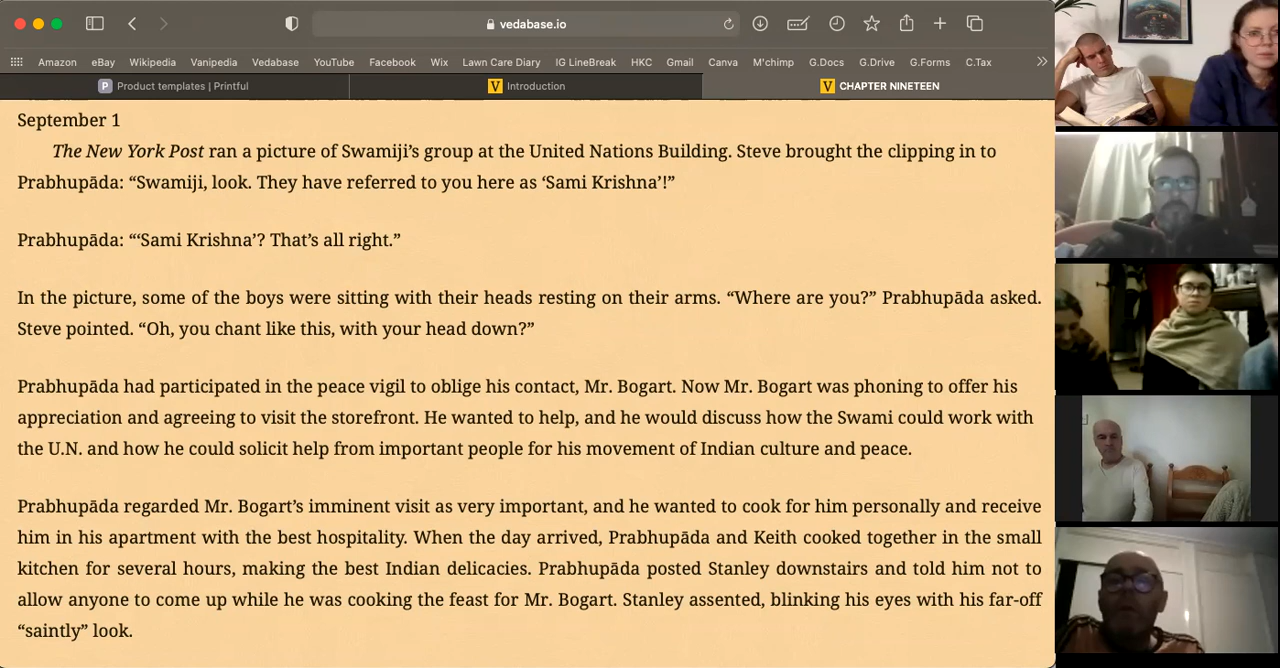 vedabase.io
Amazon eBay Wikipedia Vanipedia Vedabase YouTube Facebook Wix Lawn Care Diary IG LineBreak HKC Gmail Canva M'chimp G.Docs G.Drive G.Forms C.Tax
P Product templates | Printful V Introduction V CHAPTER NINETEEN
September 1
The New York Post ran a picture of Swamiji’s group at the United Nations Building. Steve brought the clipping in to
Prabhupāda: “Swamiji, look. They have referred to you here as ‘Sami Krishna’!”
Prabhupāda: “‘Sami Krishna’? That’s all right.”
In the picture, some of the boys were sitting with their heads resting on their arms. “Where are you?” Prabhupāda asked.
Steve pointed. “Oh, you chant like this, with your head down?”
Prabhupāda had participated in the peace vigil to oblige his contact, Mr. Bogart. Now Mr. Bogart was phoning to offer his
appreciation and agreeing to visit the storefront. He wanted to help, and he would discuss how the Swami could work with
the U.N. and how he could solicit help from important people for his movement of Indian culture and peace.
Prabhupāda regarded Mr. Bogart’s imminent visit as very important, and he wanted to cook for him personally and receive
him in his apartment with the best hospitality. When the day arrived, Prabhupāda and Keith cooked together in the small
kitchen for several hours, making the best Indian delicacies. Prabhupāda posted Stanley downstairs and told him not to
allow anyone to come up while he was cooking the feast for Mr. Bogart. Stanley assented, blinking his eyes with his far-off
“saintly” look.